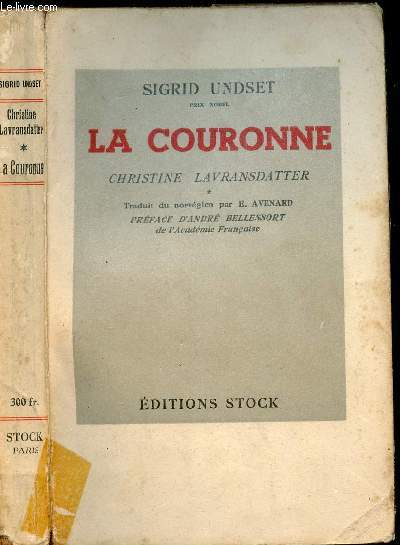 SIGRID UNDSET
Christine
Lavransdatter
*
La Couronne
300 fr.
STOCK
PARIS
SIGRID UNDSET
PRIX NOBEL
LA COURONNE
CHRISTINE LAVRANSDATTER
*
Traduit du norvégien par E. AVENARD
PRÉFACE D'ANDRÉ BELLESSORT
de l'Académie Française
ÉDITIONS STOCK
© le-livre.com